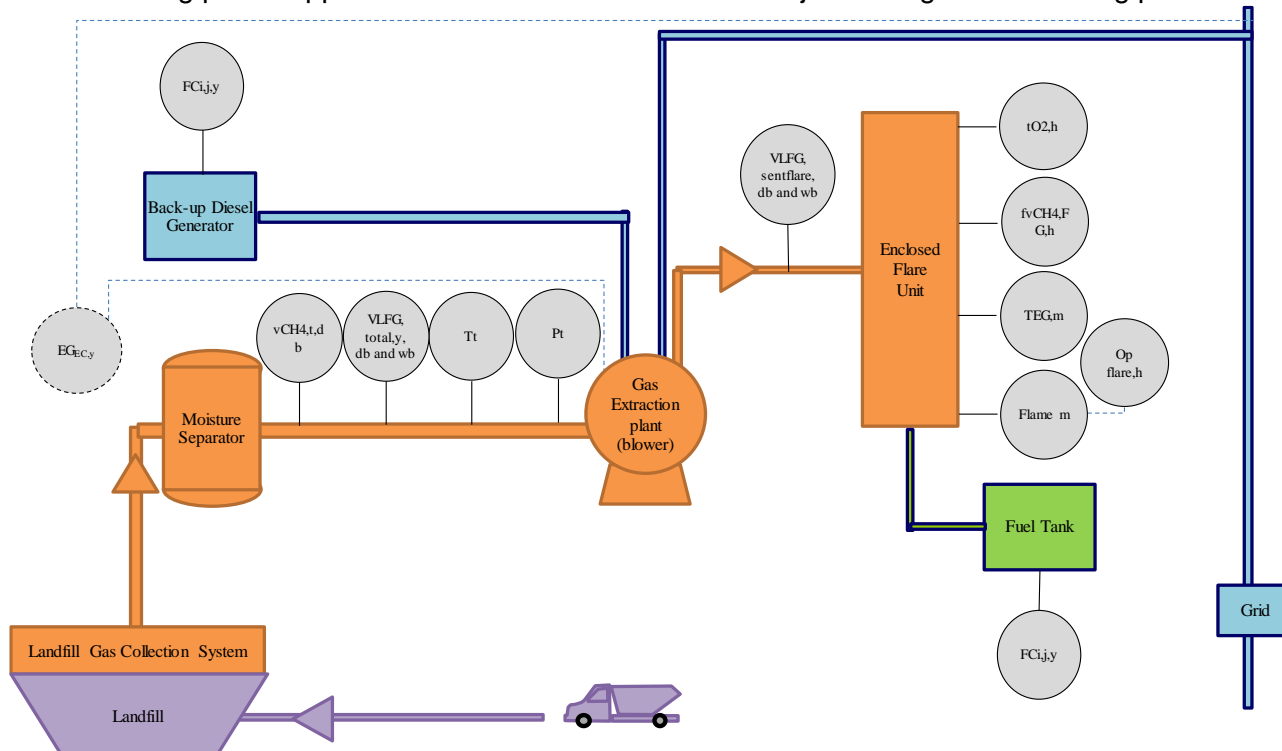 FCi,j,y
Back-up Diesel
Generator
EGEC,y
vCH4,t,d
b
VLFG,
total,y,
db and wb
Tt
Pt
Moisture
Separator
Gas
Extraction
plant
(blower)
VLFG,
sentflare,
db and wb
Enclosed
Flare
Unit
tO2,h
fvCH4,F
G,h
TEG,m
Op
flare,h
Flame m
Fuel Tank
FCi,j,y
Grid
Landfill Gas Collection System
Landfill